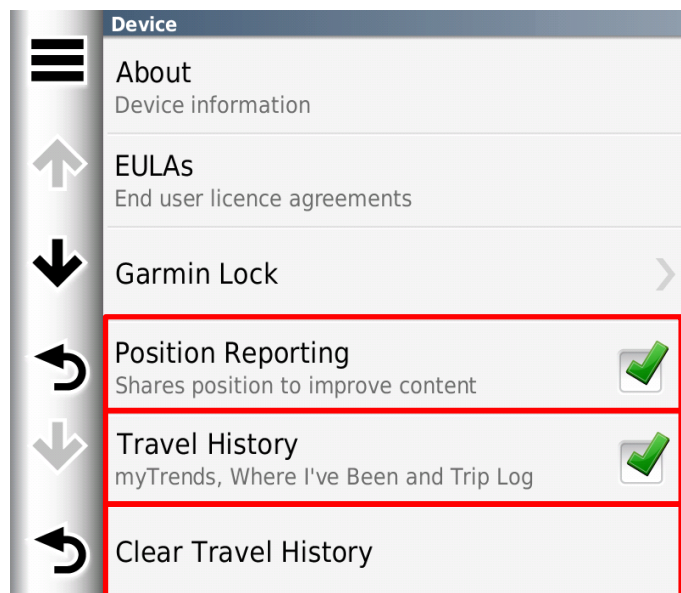 Device
About
Device information
EULAs
End user licence agreements
Garmin Lock
Position Reporting
Shares position to improve content
Travel History
myTrends, Where I've Been and Trip Log
Clear Travel History